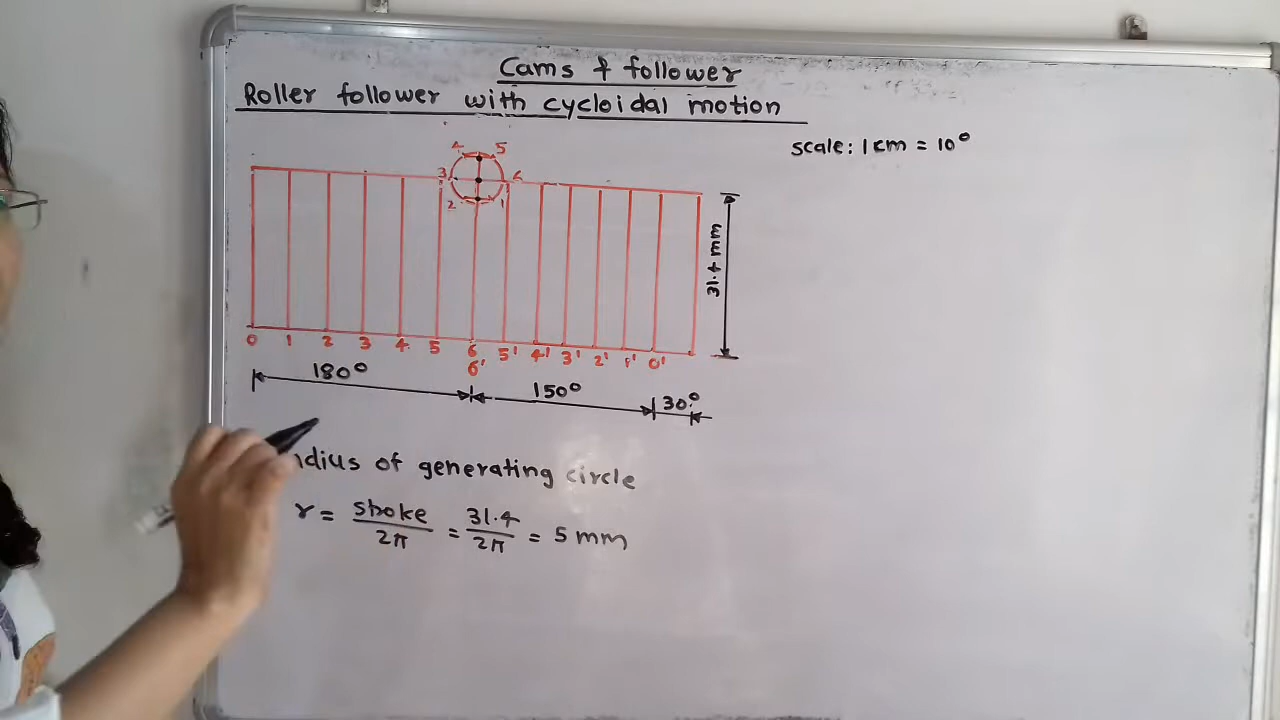 Cams & follower
Roller follower with cycloidal motion
scale: 1cm = 10°
4 5
3 6
2 1
31.4 mm
0 1 2 3 4 5 6 5' 4' 3' 2' 1' 0'
6'
180° 150° 30°
of generating circle
r = stroke/2π = 31.4/2π = 5 mm